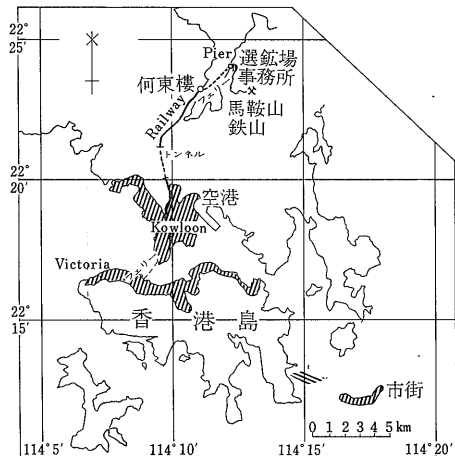 22°
25'
Pier
選鉱場
事務所
何東樓
フェリー
馬鞍山
鉄山
Railway
トンネル
22°
20'
空港
Kowloon
Victoria
フェリー
22°
15'
香港島
市街
0 1 2 3 4 5 km
114° 5' 114° 10' 114° 15' 114° 20'